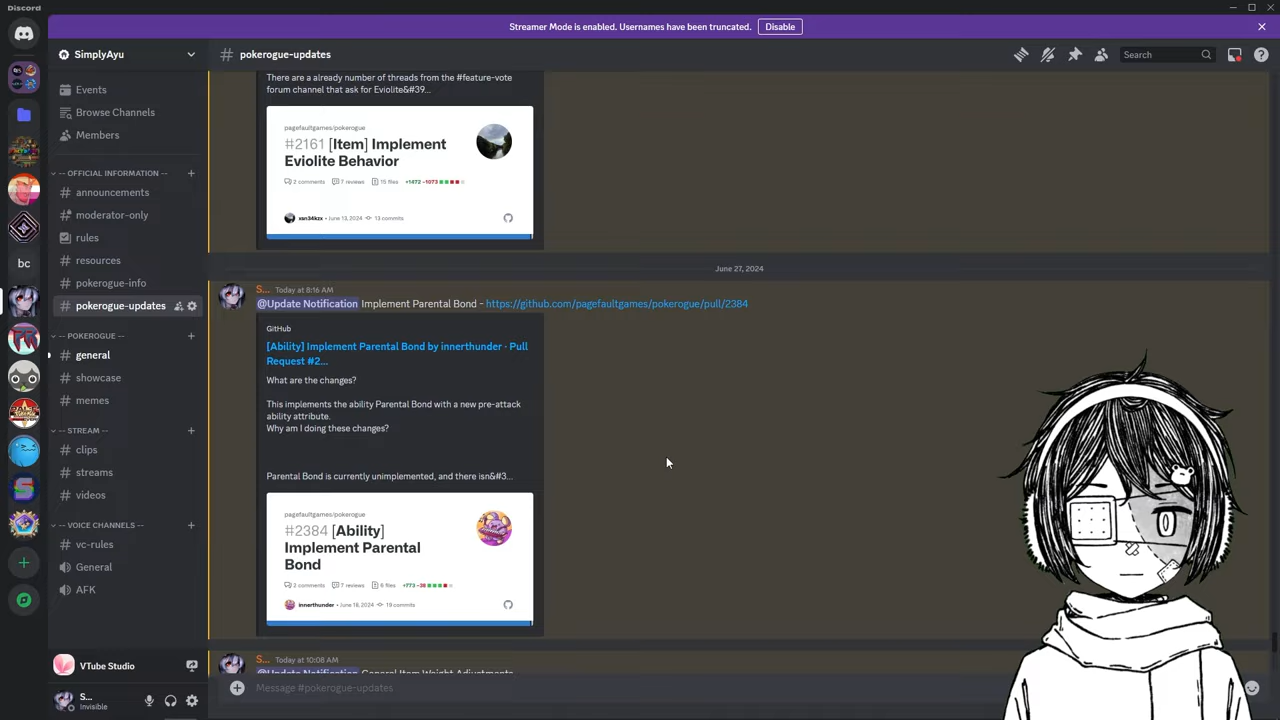 Discord
Streamer Mode is enabled. Usernames have been truncated.
Disable
SimplyAyu
pokerogue-updates
Search
Events
Browse Channels
Members
-- OFFICIAL INFORMATION --
announcements
moderator-only
rules
resources
pokerogue-info
pokerogue-updates
-- POKEROGUE --
general
showcase
memes
-- STREAM --
clips
streams
videos
-- VOICE CHANNELS --
vc-rules
General
AFK
bc
VTube Studio
S...
Invisible
There are a already number of threads from the #feature-vote
forum channel that ask for Eviolite&#39...
pagefaultgames/pokerogue
#2161 [Item] Implement
Eviolite Behavior
2 comments 7 reviews 15 files +1472 -1073
xsn34kzx • June 13, 2024 13 commits
June 27, 2024
S... Today at 8:16 AM
@Update Notification Implement Parental Bond - https://github.com/pagefaultgames/pokerogue/pull/2384
GitHub
[Ability] Implement Parental Bond by innerthunder · Pull
Request #2...
What are the changes?
This implements the ability Parental Bond with a new pre-attack
ability attribute.
Why am I doing these changes?
Parental Bond is currently unimplemented, and there isn&#3...
pagefaultgames/pokerogue
#2384 [Ability]
Implement Parental
Bond
2 comments 7 reviews 6 files +773 -38
innerthunder • June 18, 2024 19 commits
S... Today at 10:08 AM
@Update Notification General Item Weight Adjustments
Message #pokerogue-updates